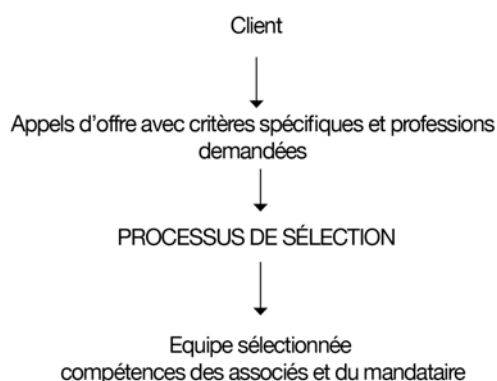 Client
Appels d’offre avec critères spécifiques et professions
demandées
PROCESSUS DE SÉLECTION
Equipe sélectionnée
compétences des associés et du mandataire